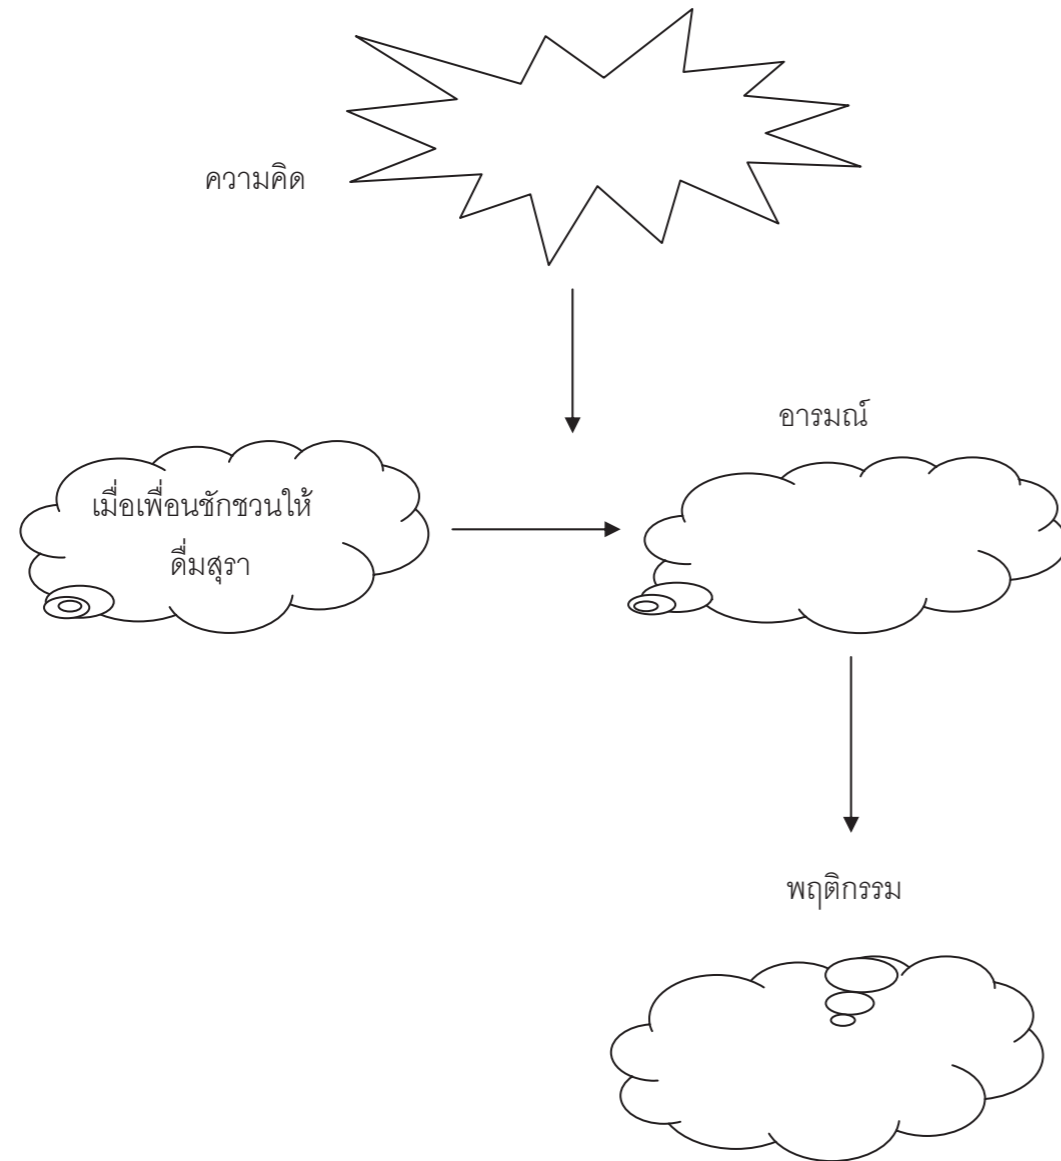 ความคิด
อารมณ์
เมื่อเพื่อนชักชวนให้
ดื่มสุรา
พฤติกรรม